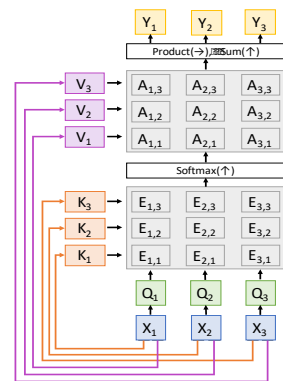 Y1 Y2 Y3
Product(→), Sum(↑)
V3 A1,3 A2,3 A3,3
V2 A1,2 A2,2 A3,2
V1 A1,1 A2,1 A3,1
Softmax(↑)
K3 E1,3 E2,3 E3,3
K2 E1,2 E2,2 E3,2
K1 E1,1 E2,1 E3,1
Q1 Q2 Q3
X1 X2 X3